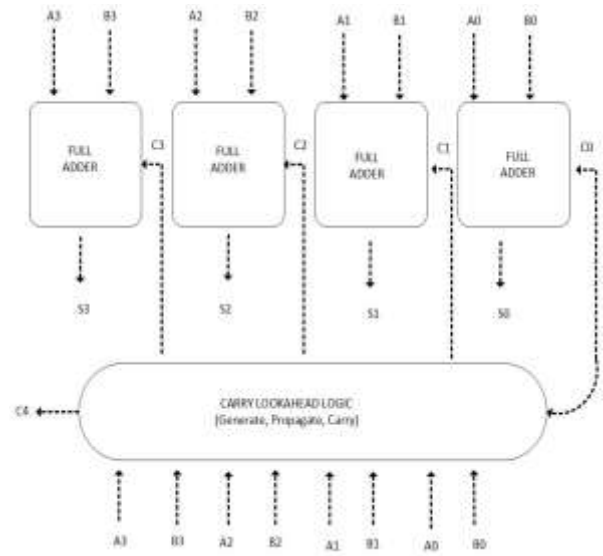 A3 B3 A2 B2 A1 B1 A0 B0
FULL ADDER
C3
FULL ADDER
C2
FULL ADDER
C1
FULL ADDER
C0
S3 S2 S1 S0
CARRY LOOKAHEAD LOGIC
(Generate, Propagate, Carry)
C4
A3 B3 A2 B2 A1 B1 A0 B0